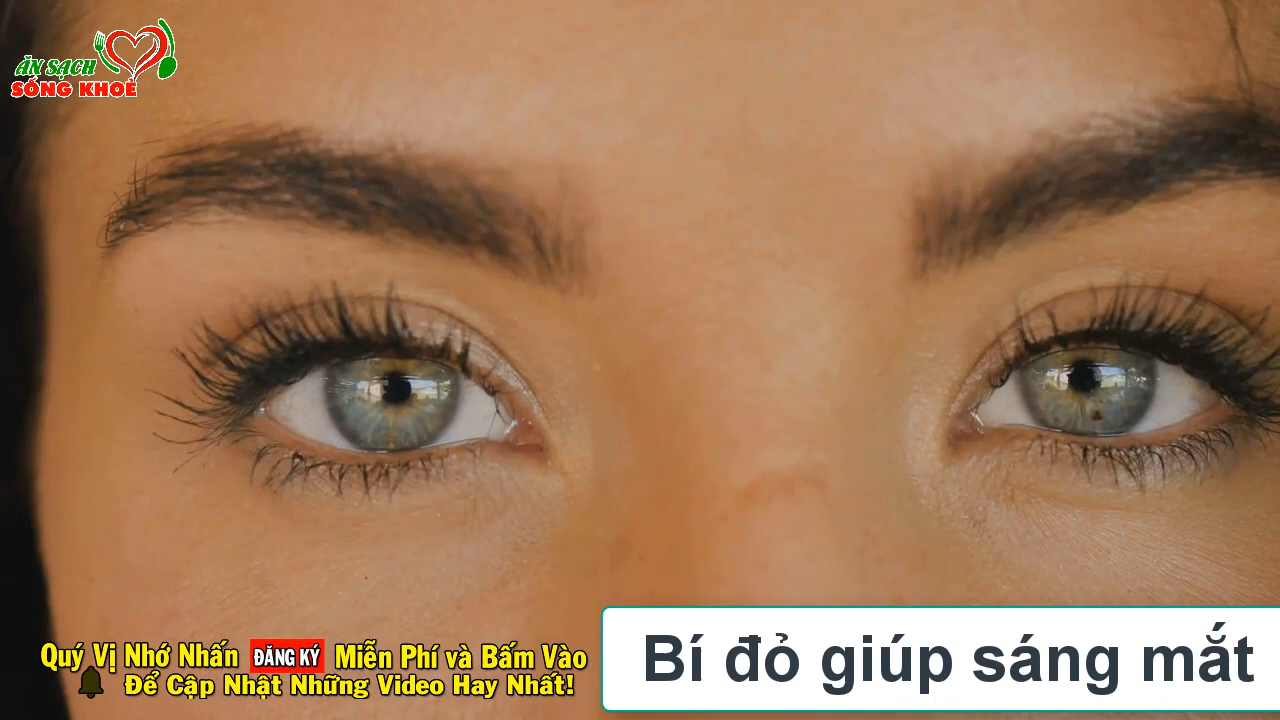 ĂN SẠCH
SỐNG KHOẺ
Bí đỏ giúp sáng mắt
Quý Vị Nhớ Nhấn ĐĂNG KÝ Miễn Phí và Bấm Vào
Để Cập Nhật Những Video Hay Nhất!